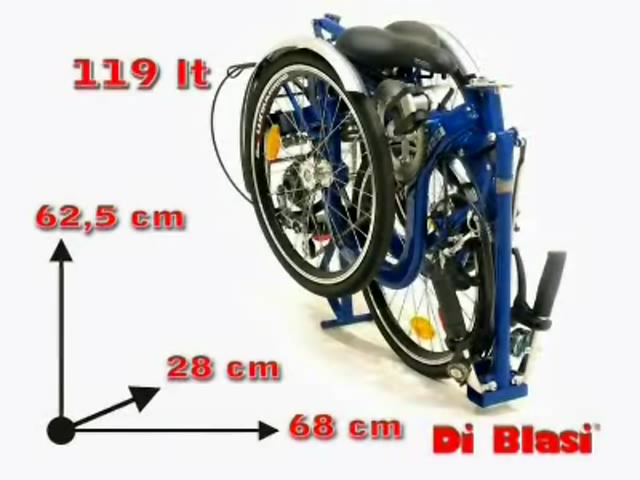 119 lt
62,5 cm
28 cm
68 cm
Di Blasi